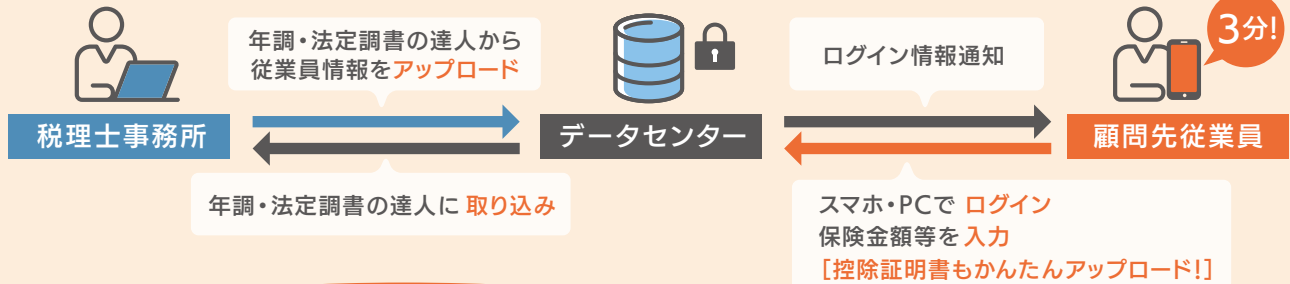 年調・法定調書の達人から
従業員情報をアップロード
ログイン情報通知
3分!
税理士事務所
データセンター
顧問先従業員
年調・法定調書の達人に 取り込み
スマホ・PCで ログイン
保険金額等を 入力
[控除証明書もかんたんアップロード!]